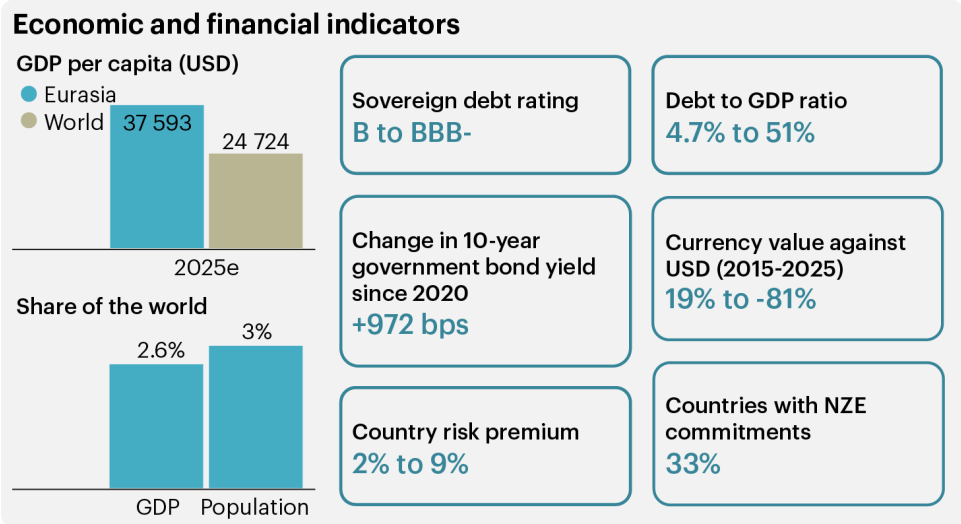 Economic and financial indicators
GDP per capita (USD)
Eurasia
World
37 593
24 724
2025e
Share of the world
2.6%
3%
GDP
Population
Sovereign debt rating
B to BBB-
Change in 10-year
government bond yield
since 2020
+972 bps
Country risk premium
2% to 9%
Debt to GDP ratio
4.7% to 51%
Currency value against
USD (2015-2025)
19% to -81%
Countries with NZE
commitments
33%